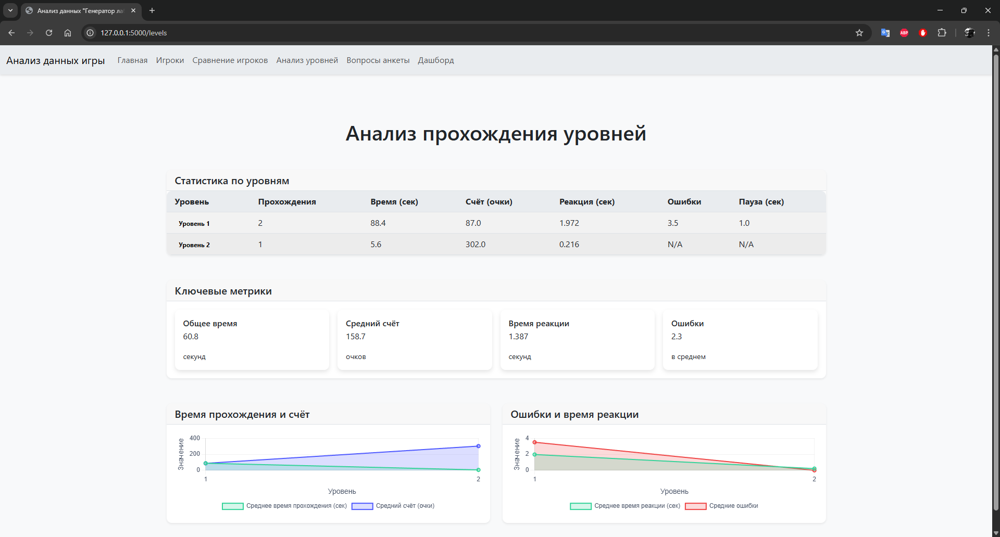 Анализ данных "Генератор ла
127.0.0.1:5000/levels
ABP
Анализ данных игры Главная Игроки Сравнение игроков Анализ уровней Вопросы анкеты Дашборд
Анализ прохождения уровней
Статистика по уровням
Уровень Прохождения Время (сек) Счёт (очки) Реакция (сек) Ошибки Пауза (сек)
Уровень 1 2 88.4 87.0 1.972 3.5 1.0
Уровень 2 1 5.6 302.0 0.216 N/A N/A
Ключевые метрики
Общее время
60.8
секунд
Средний счёт
158.7
очков
Время реакции
1.387
секунд
Ошибки
2.3
в среднем
Время прохождения и счёт
Значение
400
200
0
1 2
Уровень
Среднее время прохождения (сек) Средний счёт (очки)
Ошибки и время реакции
Значение
4
2
0
1 2
Уровень
Среднее время реакции (сек) Средние ошибки